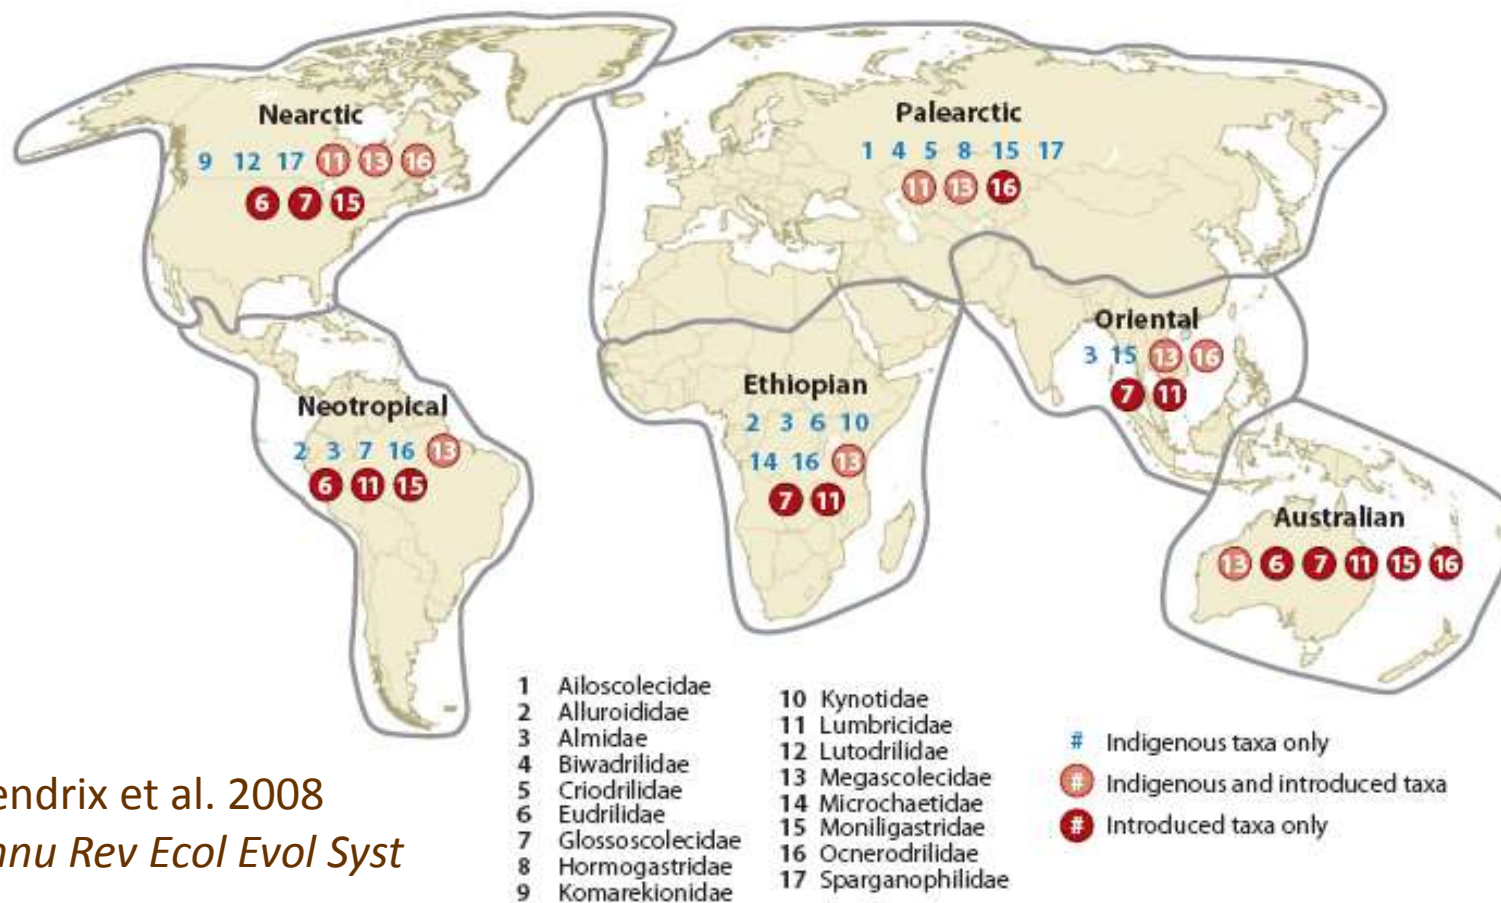 Nearctic
9 12 17 11 13 16
6 7 15
Palearctic
1 4 5 8 15 17
11 13 16
Oriental
3 15 13 16
7 11
Neotropical
2 3 7 16 13
6 11 15
Ethiopian
2 3 6 10
14 16 13
7 11
Australian
13 6 7 11 15 16
1 Ailoscolecidae
2 Alluroididae
3 Almidae
4 Biwadrilidae
5 Criodrilidae
6 Eudrilidae
7 Glossoscolecidae
8 Hormogastridae
9 Komarekionidae
10 Kynotidae
11 Lumbricidae
12 Lutodrilidae
13 Megascolecidae
14 Microchaetidae
15 Moniligastridae
16 Ocnerodrilidae
17 Sparganophilidae
# Indigenous taxa only
# Indigenous and introduced taxa
# Introduced taxa only
endrix et al. 2008
nnu Rev Ecol Evol Syst